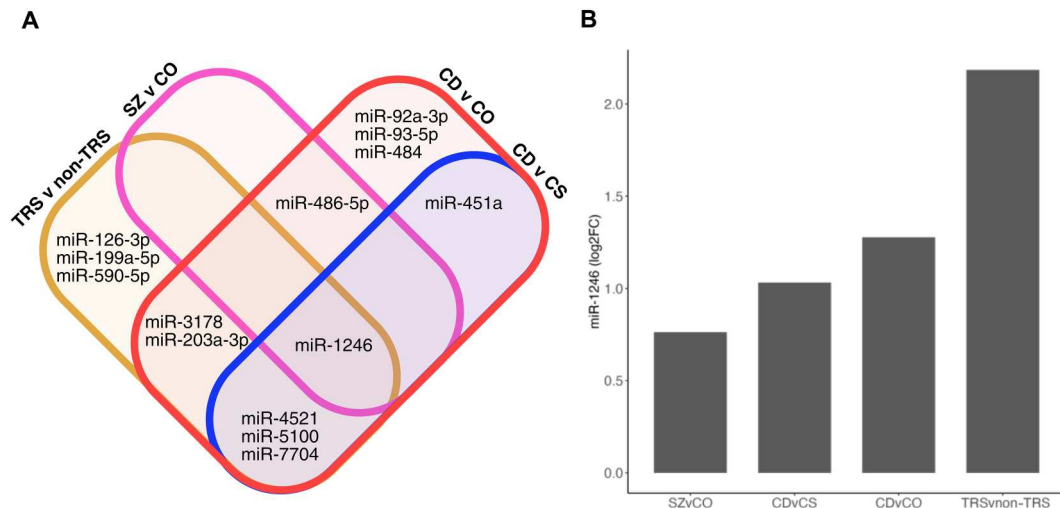 A
TRS v non-TRS
SZ v CO
CD v CO
CD v CS
miR-92a-3p
miR-93-5p
miR-484
miR-486-5p
miR-451a
miR-126-3p
miR-199a-5p
miR-590-5p
miR-3178
miR-203a-3p
miR-1246
miR-4521
miR-5100
miR-7704
B
miR-1246 (log2FC)
2.0
1.5
1.0
0.5
0.0
SZvCO
CDvCS
CDvCO
TRSvnon-TRS